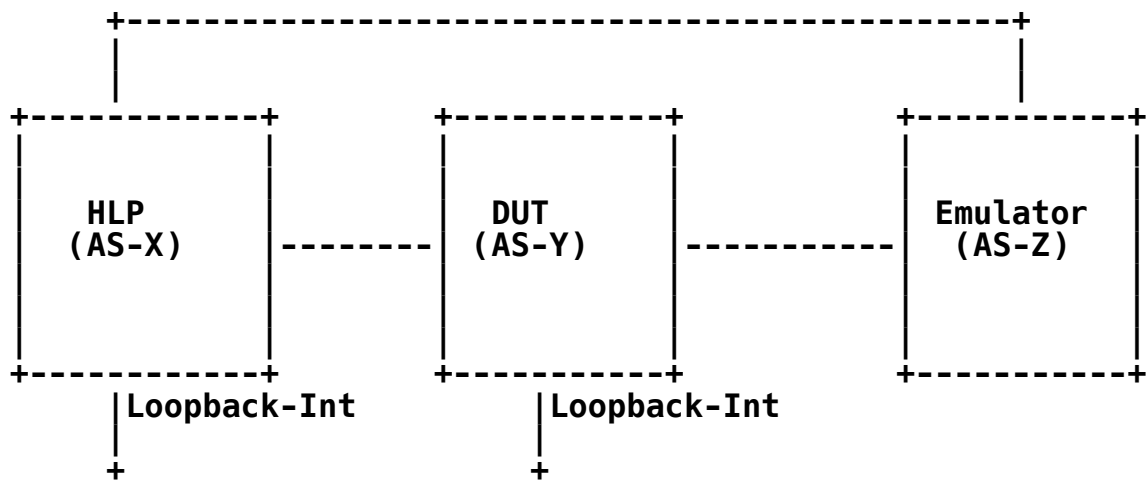 HLP DUT Emulator
(AS-X) (AS-Y) (AS-Z)
Loopback-Int Loopback-Int